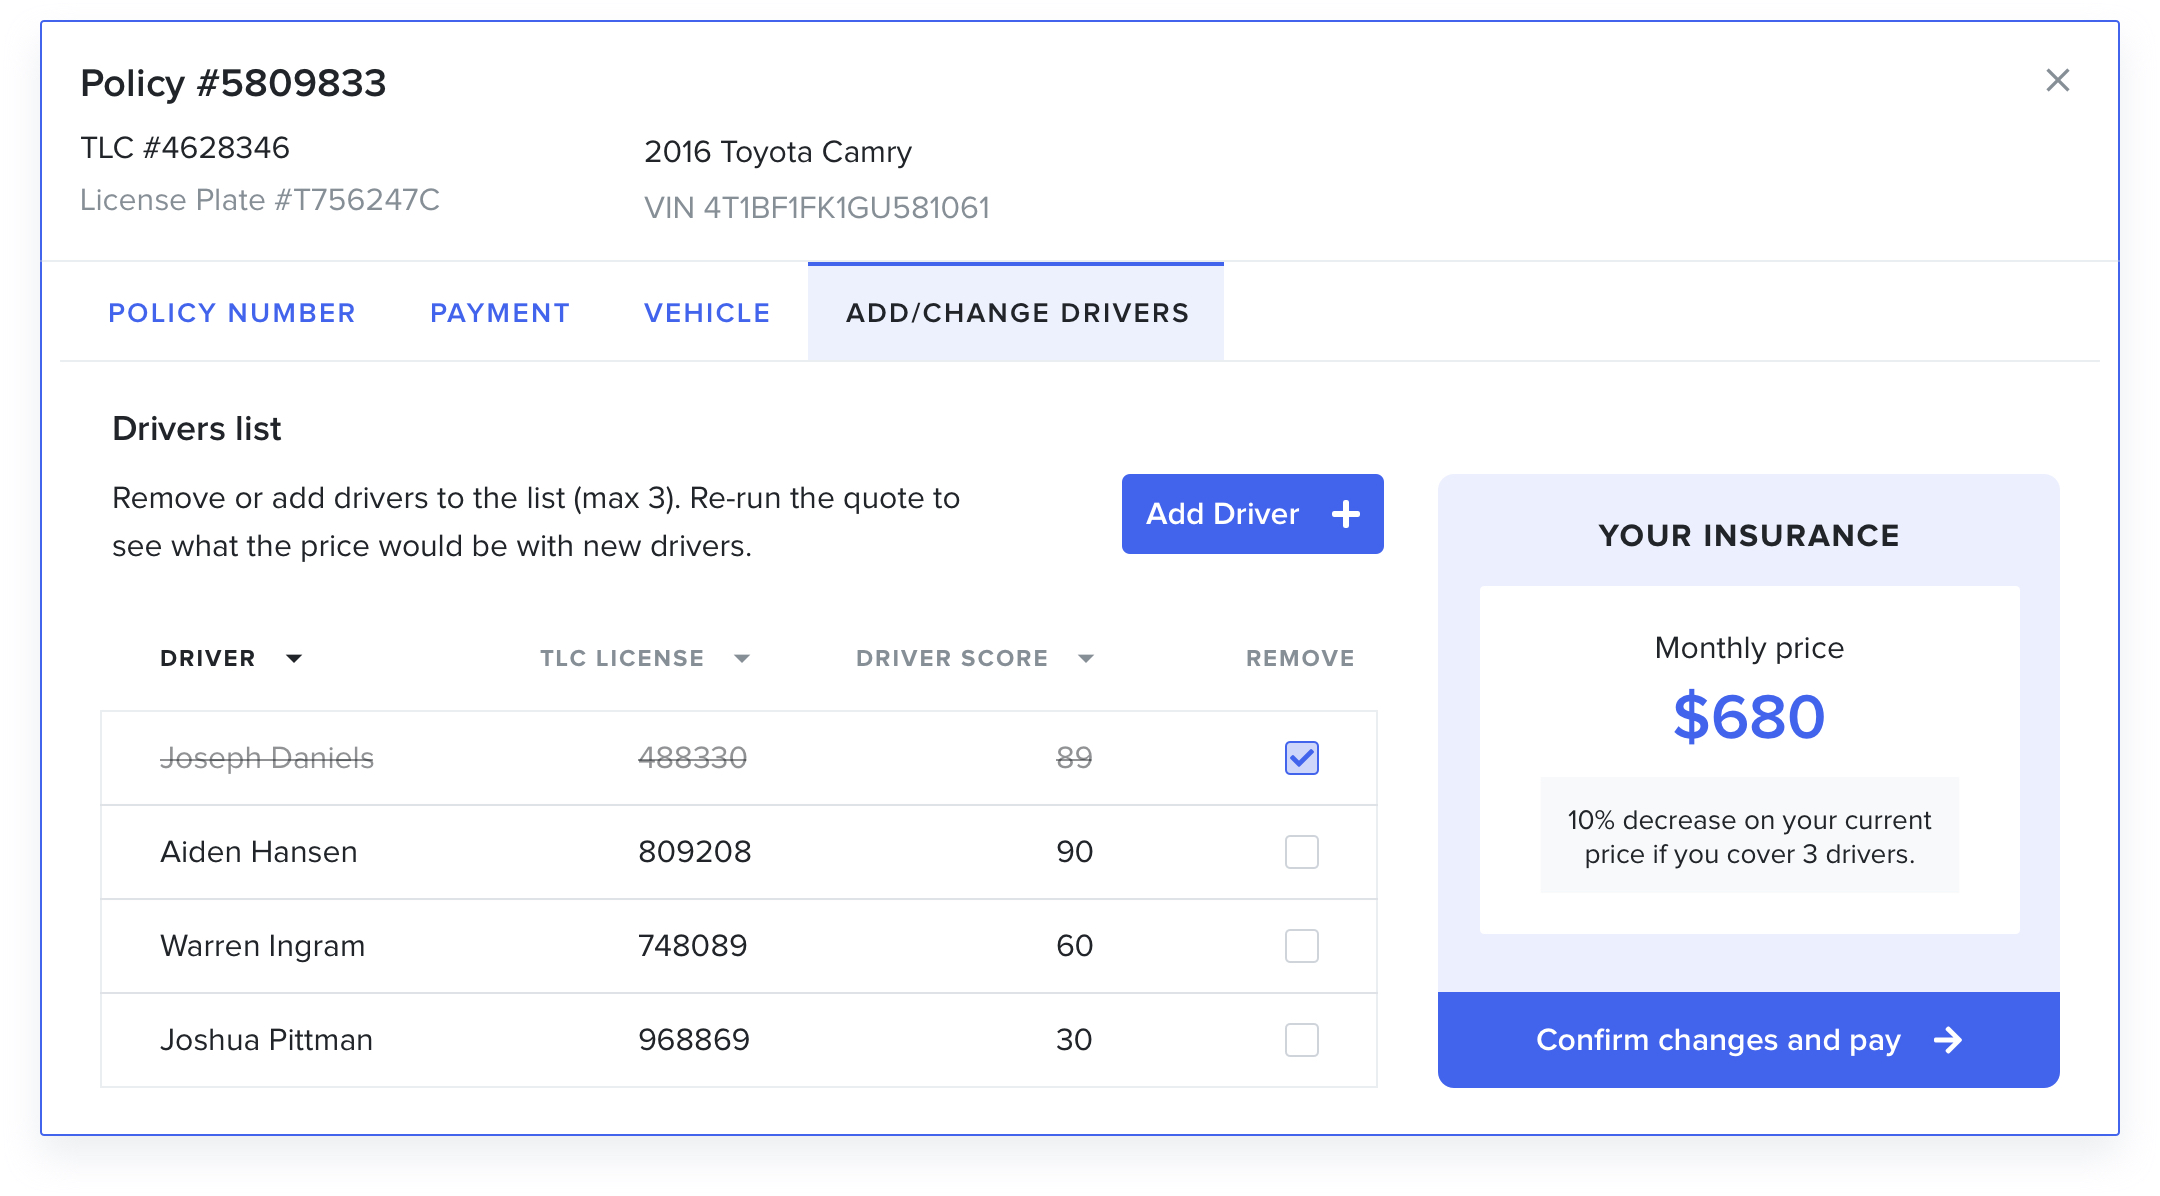 Policy #5809833
TLC #4628346
2016 Toyota Camry
License Plate #T756247C
VIN 4T1BF1FK1GU581061
POLICY NUMBER
PAYMENT
VEHICLE
ADD/CHANGE DRIVERS
Drivers list
Remove or add drivers to the list (max 3). Re-run the quote to
see what the price would be with new drivers.
Add Driver
DRIVER TLC LICENSE DRIVER SCORE REMOVE
Joseph Daniels 488330 89
Aiden Hansen 809208 90
Warren Ingram 748089 60
Joshua Pittman 968869 30
YOUR INSURANCE
Monthly price
$680
10% decrease on your current
price if you cover 3 drivers.
Confirm changes and pay